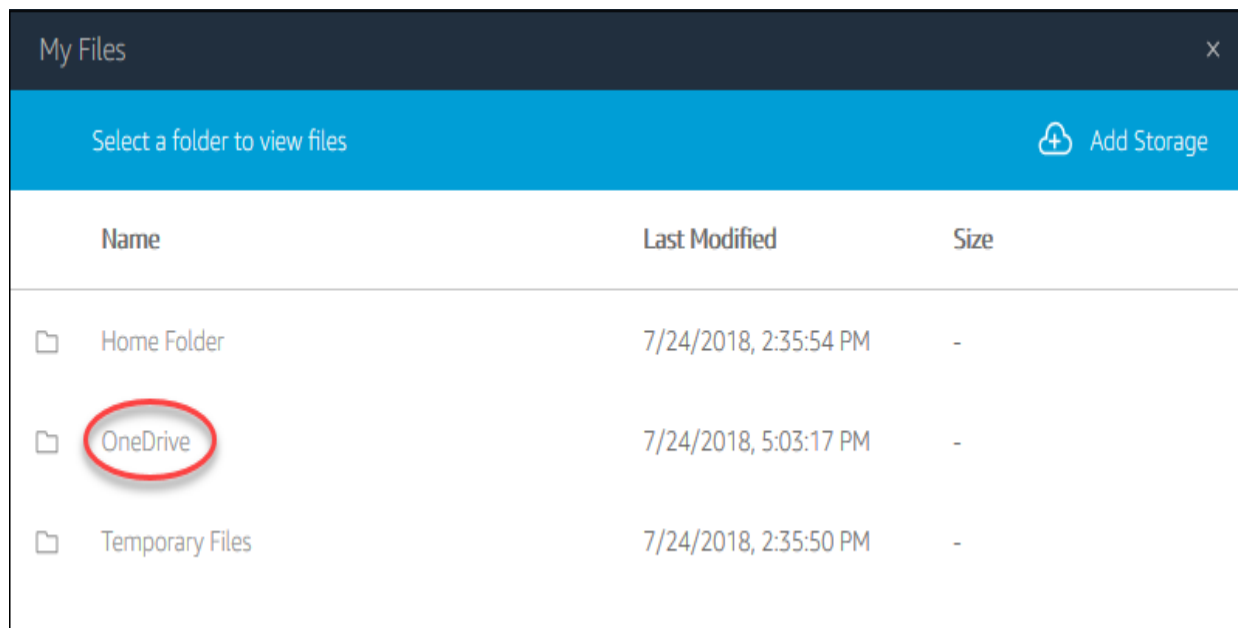 My Files x
Select a folder to view files Add Storage
Name Last Modified Size
Home Folder 7/24/2018, 2:35:54 PM -
OneDrive 7/24/2018, 5:03:17 PM -
Temporary Files 7/24/2018, 2:35:50 PM -